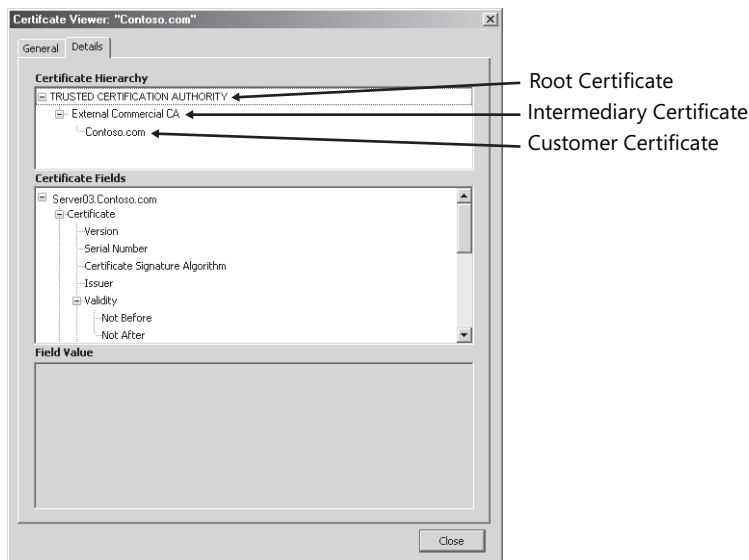 Certifcate Viewer: "Contoso.com"
General Details
Certificate Hierarchy
TRUSTED CERTIFICATION AUTHORITY
External Commercial CA
Contoso.com
Root Certificate
Intermediary Certificate
Customer Certificate
Certificate Fields
Server03.Contoso.com
Certificate
Version
Serial Number
Certificate Signature Algorithm
Issuer
Validity
Not Before
Not After
Field Value
Close